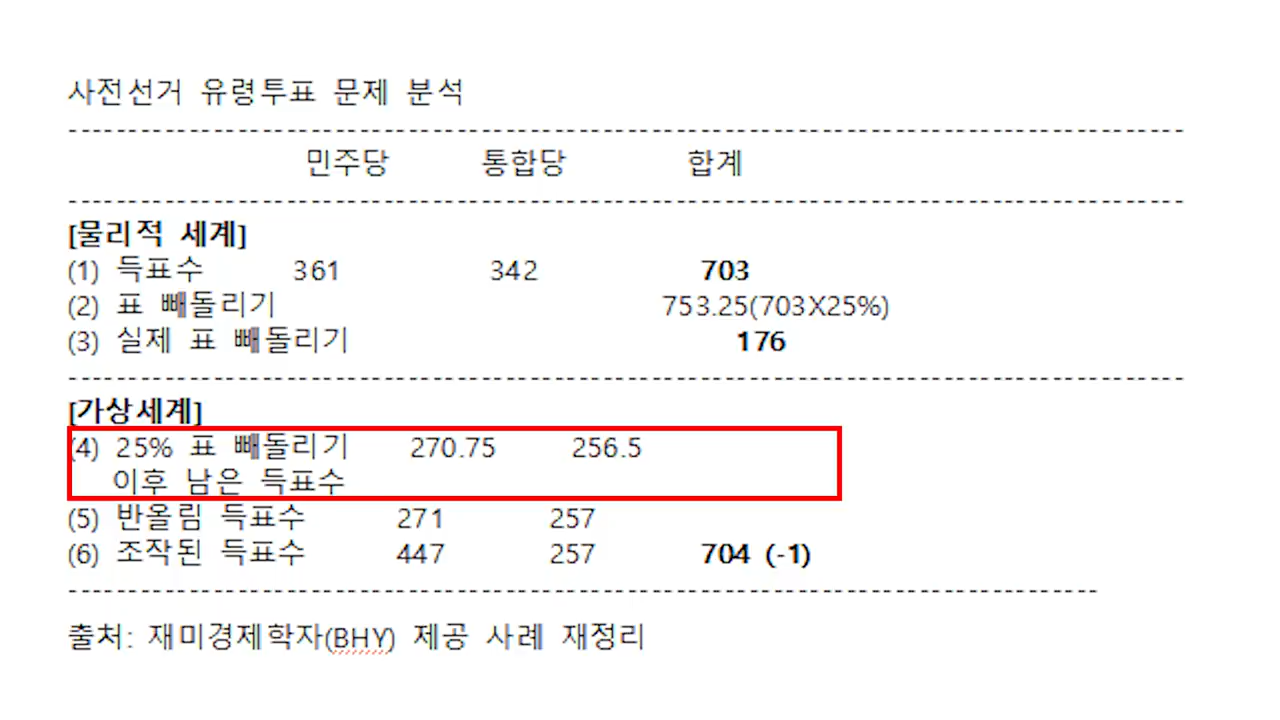 사전선거 유령투표 문제 분석
민주당 통합당 합계
[물리적 세계]
(1) 득표수 361 342 703
(2) 표 빼돌리기 753.25(703X25%)
(3) 실제 표 빼돌리기 176
[가상세계]
(4) 25% 표 빼돌리기 270.75 256.5
이후 남은 득표수
(5) 반올림 득표수 271 257
(6) 조작된 득표수 447 257 704 (-1)
출처: 재미경제학자(BHY) 제공 사례 재정리